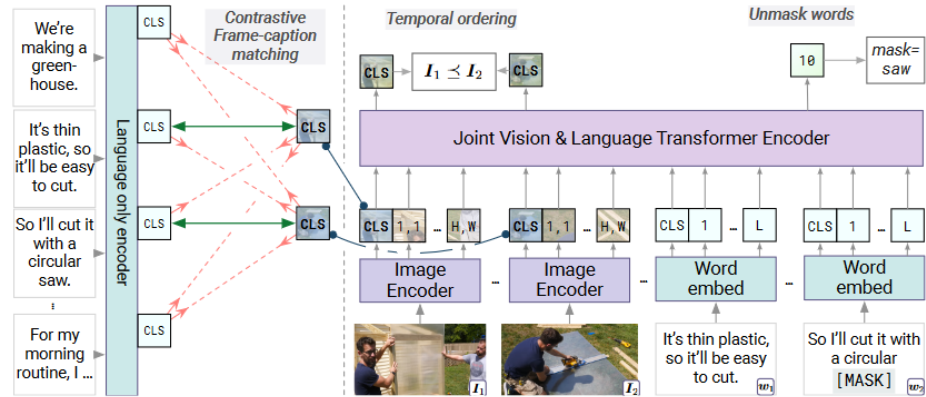 We're
making a
green-
house.
It's thin
plastic, so
it'll be easy
to cut.
So I'll cut it
with a
circular
saw.
⋮
For my
morning
routine, I ...
Language only encoder
CLS
CLS
CLS
CLS
Contrastive
Frame-caption
matching
CLS
CLS
Temporal ordering
Unmask words
CLS
I₁ ⪯ I₂
CLS
10
mask=
saw
Joint Vision & Language Transformer Encoder
CLS 1,1 ... H,W
CLS 1,1 ... H,W
CLS 1 ... L
CLS 1 ... L
Image
Encoder
...
Image
Encoder
...
Word
embed
...
Word
embed
I₁
I₂
It's thin plastic,
so it'll be easy
to cut.
w₁
So I'll cut it with
a circular
[MASK]
w₂